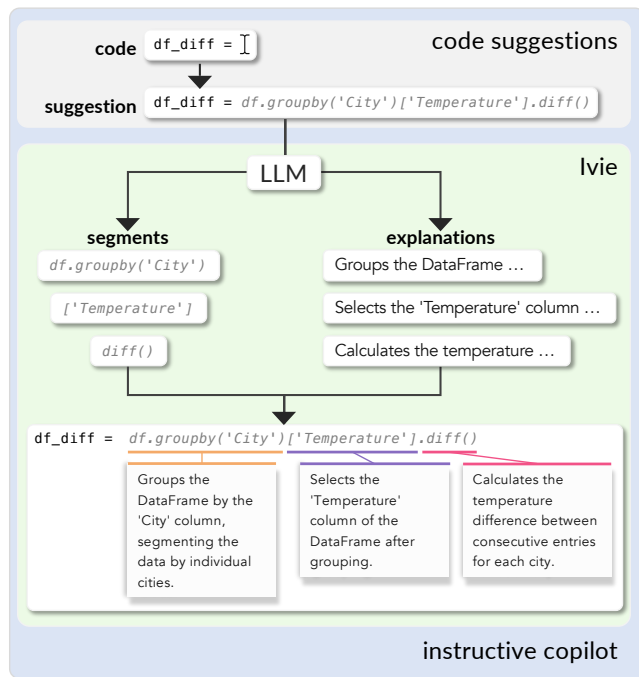 code suggestions
code
df_diff =
suggestion
df_diff = df.groupby('City')['Temperature'].diff()
Ivie
LLM
segments
explanations
df.groupby('City')
Groups the DataFrame ...
['Temperature']
Selects the 'Temperature' column ...
diff()
Calculates the temperature ...
df_diff = df.groupby('City')['Temperature'].diff()
Groups the
DataFrame by the
'City' column,
segmenting the
data by individual
cities.
Selects the
'Temperature'
column of the
DataFrame after
grouping.
Calculates the
temperature
difference between
consecutive entries
for each city.
instructive copilot